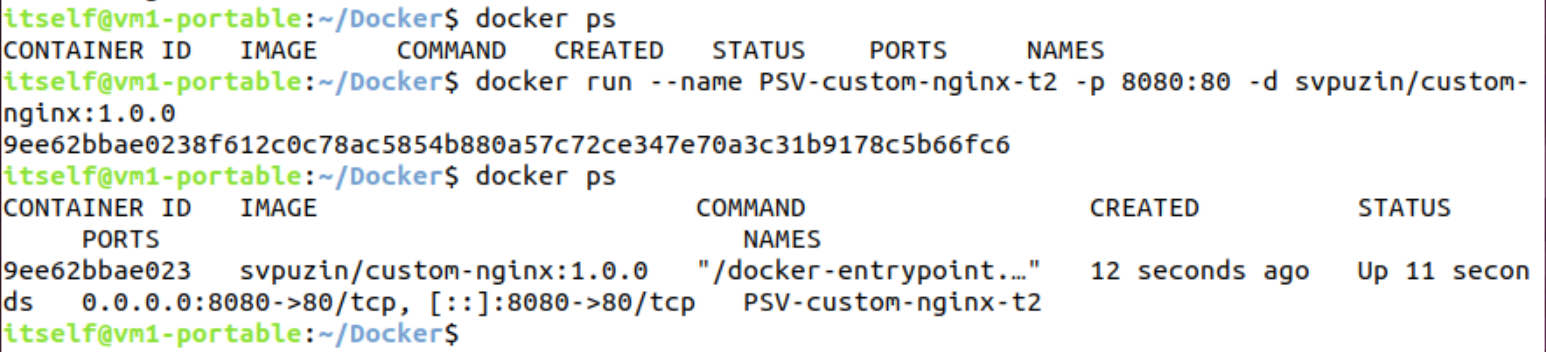 itself@vm1-portable:~/Docker$ docker ps
CONTAINER ID   IMAGE     COMMAND   CREATED   STATUS    PORTS     NAMES
itself@vm1-portable:~/Docker$ docker run --name PSV-custom-nginx-t2 -p 8080:80 -d svpuzin/custom-
nginx:1.0.0
9ee62bbae0238f612c0c78ac5854b880a57c72ce347e70a3c31b9178c5b66fc6
itself@vm1-portable:~/Docker$ docker ps
CONTAINER ID   IMAGE                        COMMAND                  CREATED          STATUS
     PORTS                                     NAMES
9ee62bbae023   svpuzin/custom-nginx:1.0.0   "/docker-entrypoint.…"   12 seconds ago   Up 11 secon
ds   0.0.0.0:8080->80/tcp, [::]:8080->80/tcp   PSV-custom-nginx-t2
itself@vm1-portable:~/Docker$